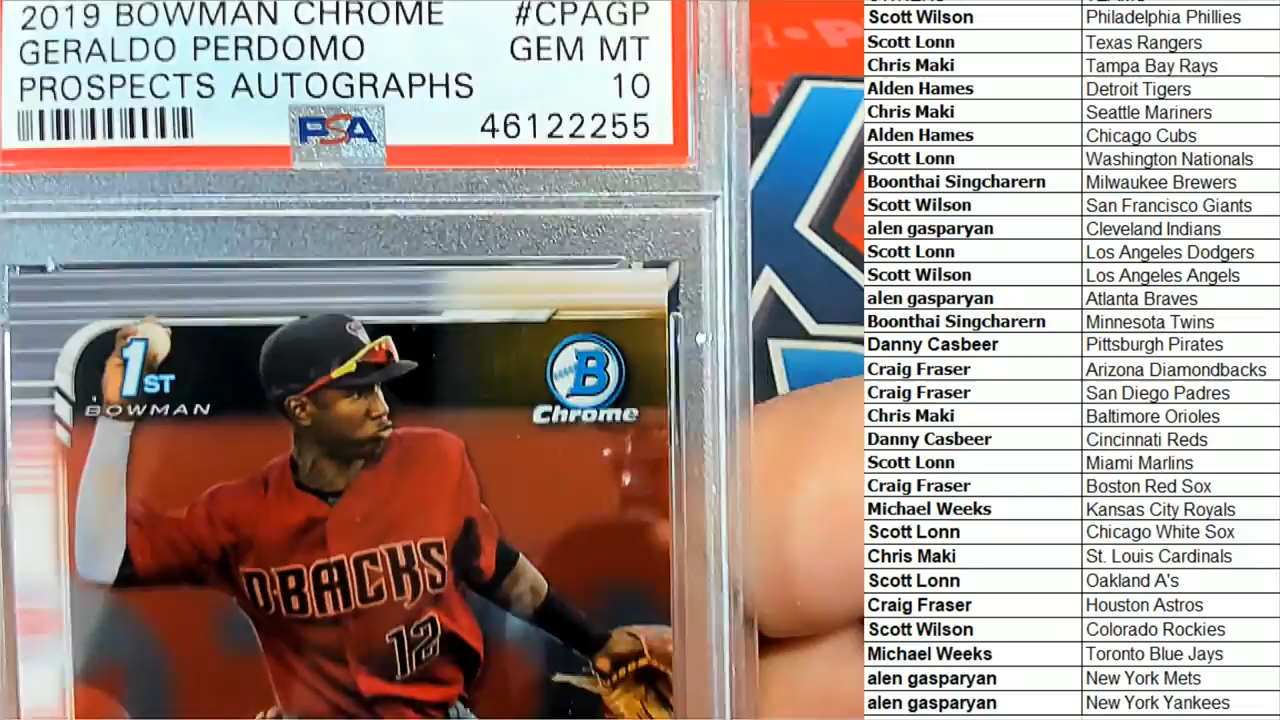 2019 BOWMAN CHROME #CPAGP
GERALDO PERDOMO GEM MT
PROSPECTS AUTOGRAPHS 10
PSA 46122255
1ST
BOWMAN
B
Chrome
D·BACKS
12
Scott Wilson Philadelphia Phillies
Scott Lonn Texas Rangers
Chris Maki Tampa Bay Rays
Alden Hames Detroit Tigers
Chris Maki Seattle Mariners
Alden Hames Chicago Cubs
Scott Lonn Washington Nationals
Boonthai Singcharern Milwaukee Brewers
Scott Wilson San Francisco Giants
alen gasparyan Cleveland Indians
Scott Lonn Los Angeles Dodgers
Scott Wilson Los Angeles Angels
alen gasparyan Atlanta Braves
Boonthai Singcharern Minnesota Twins
Danny Casbeer Pittsburgh Pirates
Craig Fraser Arizona Diamondbacks
Craig Fraser San Diego Padres
Chris Maki Baltimore Orioles
Danny Casbeer Cincinnati Reds
Scott Lonn Miami Marlins
Craig Fraser Boston Red Sox
Michael Weeks Kansas City Royals
Scott Lonn Chicago White Sox
Chris Maki St. Louis Cardinals
Scott Lonn Oakland A's
Craig Fraser Houston Astros
Scott Wilson Colorado Rockies
Michael Weeks Toronto Blue Jays
alen gasparyan New York Mets
alen gasparyan New York Yankees